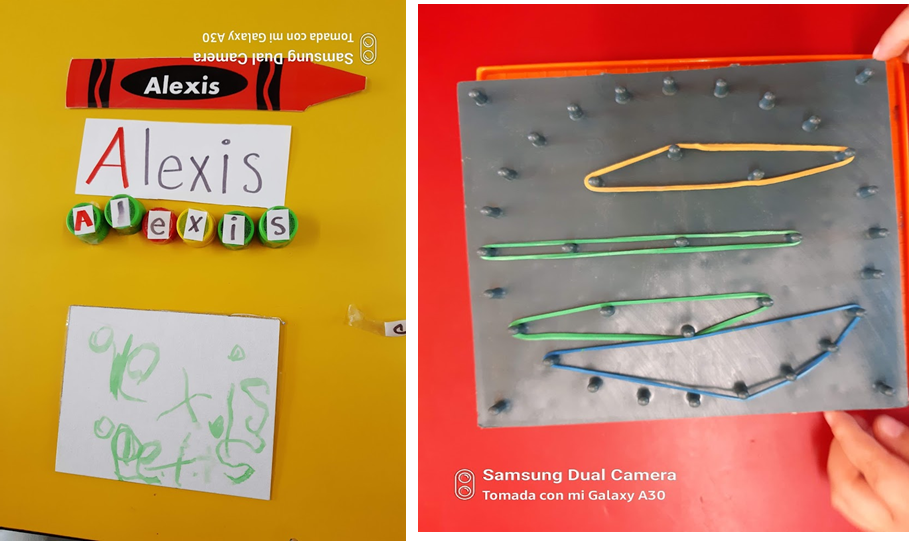 Samsung Dual Camera
Tomada con mi Galaxy A30
Alexis
Alexis
A l e x i s
e
Samsung Dual Camera
Tomada con mi Galaxy A30